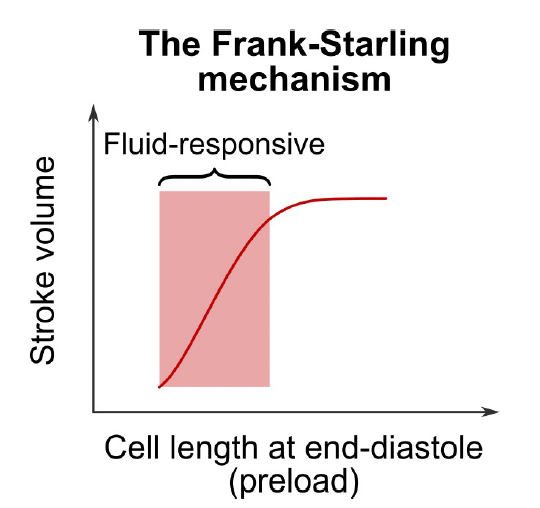 The Frank-Starling
mechanism
Fluid-responsive
Stroke volume
Cell length at end-diastole
(preload)